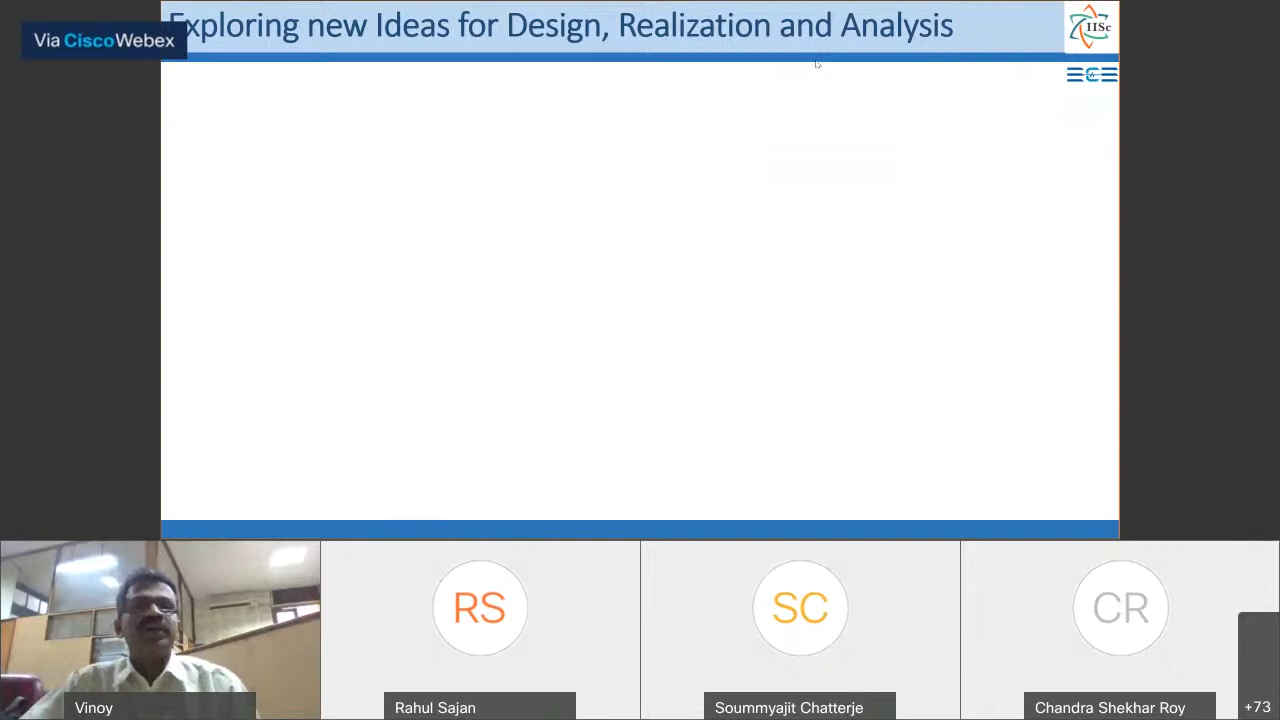 Exploring new Ideas for Design, Realization and Analysis
Via CiscoWebex
IISc
ECE
RS
SC
CR
Vinoy
Rahul Sajan
Soummyajit Chatterje
Chandra Shekhar Roy
+73